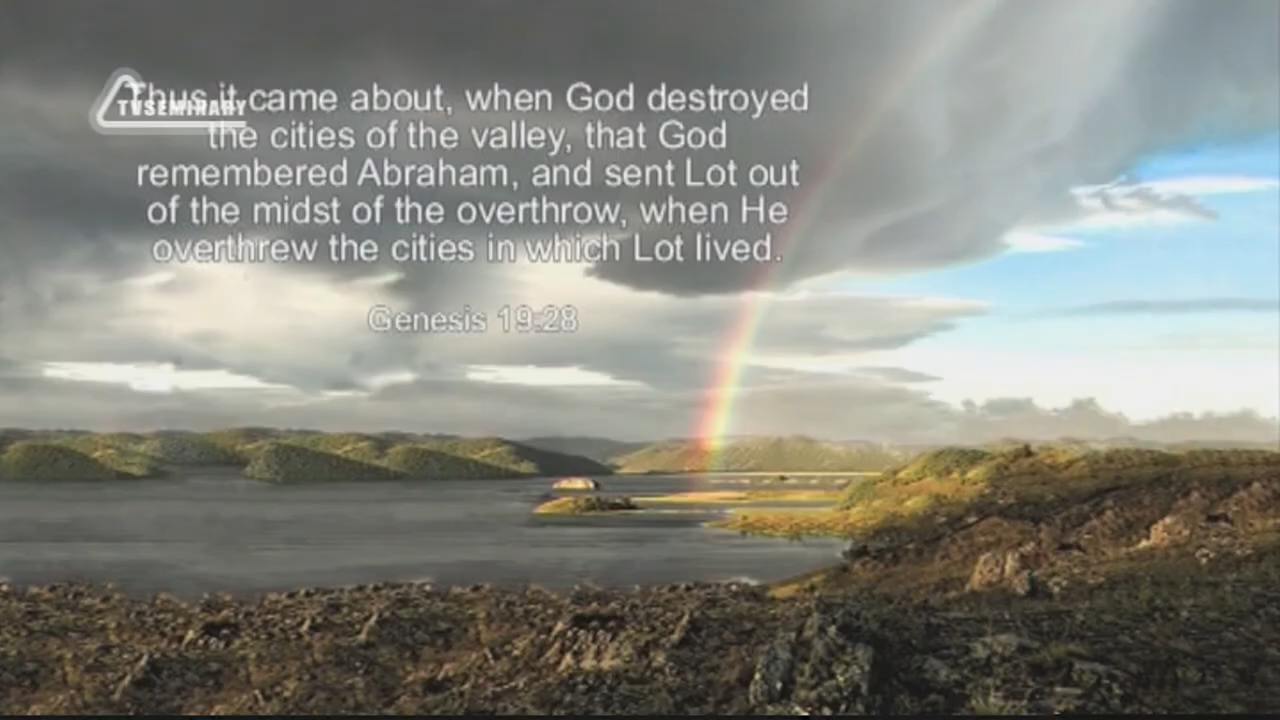 TVSEMINARY
Thus it came about, when God destroyed
the cities of the valley, that God
remembered Abraham, and sent Lot out
of the midst of the overthrow, when He
overthrew the cities in which Lot lived.
Genesis 19:28